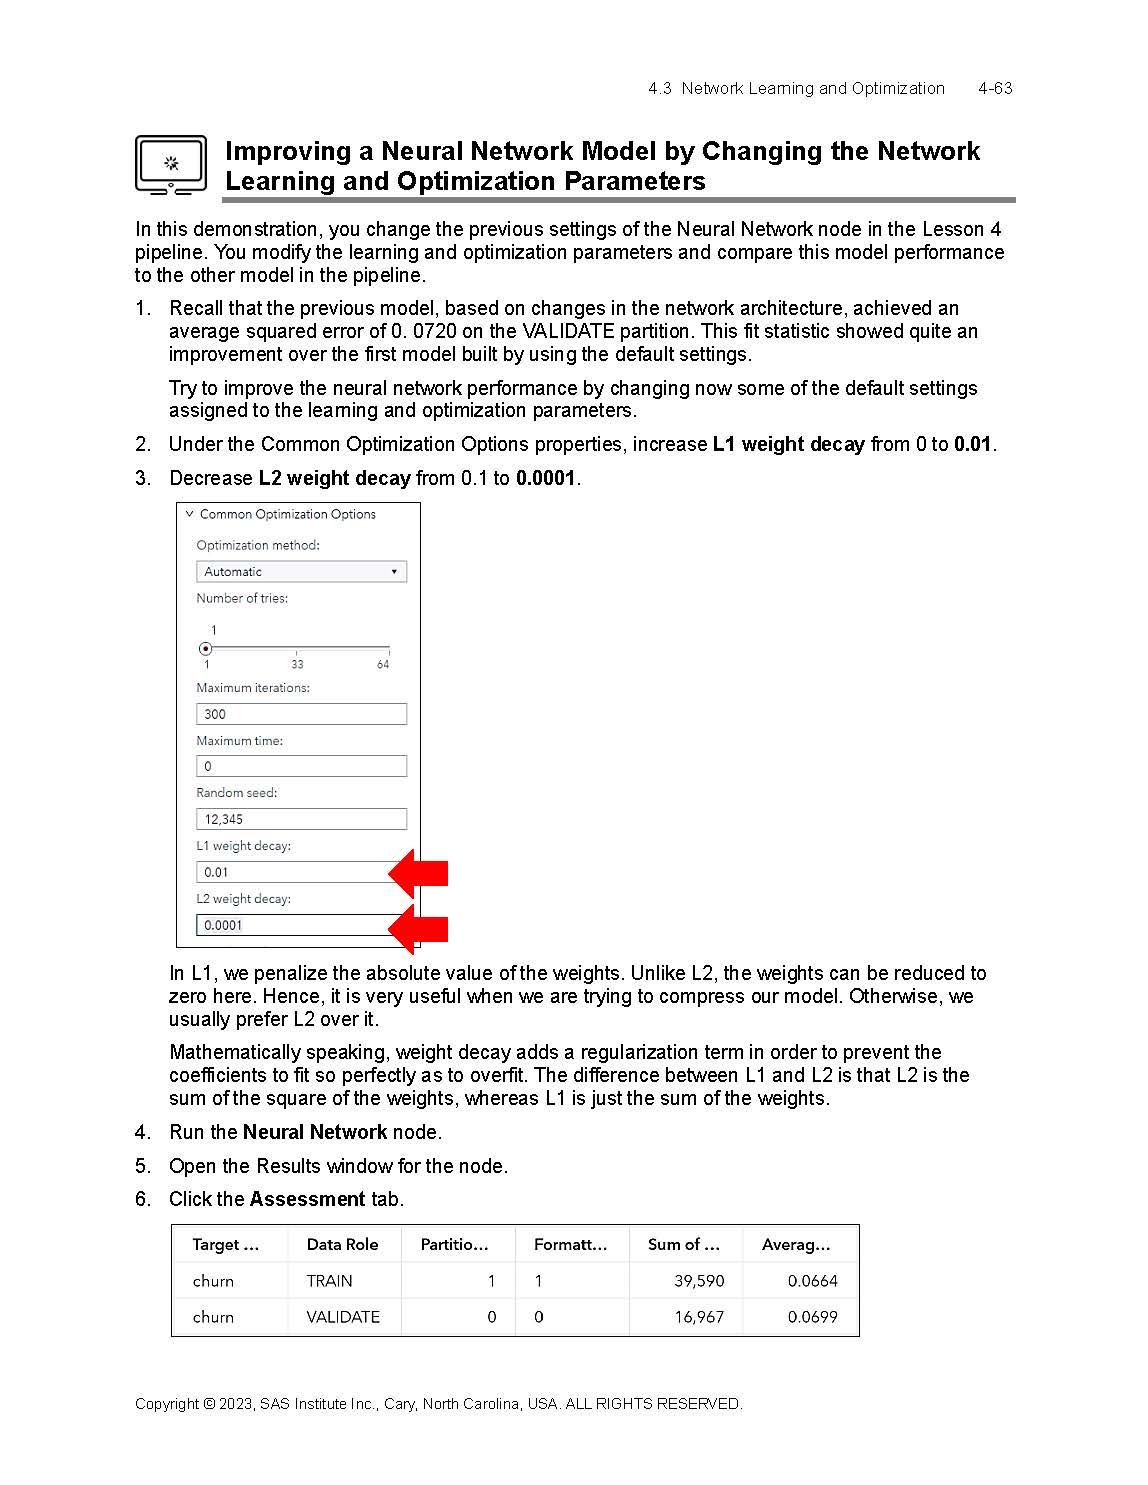 4.3 Network Learning and Optimization 4-63
Improving a Neural Network Model by Changing the Network
Learning and Optimization Parameters
In this demonstration, you change the previous settings of the Neural Network node in the Lesson 4
pipeline. You modify the learning and optimization parameters and compare this model performance
to the other model in the pipeline.
1. Recall that the previous model, based on changes in the network architecture, achieved an
average squared error of 0. 0720 on the VALIDATE partition. This fit statistic showed quite an
improvement over the first model built by using the default settings.
Try to improve the neural network performance by changing now some of the default settings
assigned to the learning and optimization parameters.
2. Under the Common Optimization Options properties, increase L1 weight decay from 0 to 0.01.
3. Decrease L2 weight decay from 0.1 to 0.0001.
Common Optimization Options
Optimization method:
Automatic
Number of tries:
1
1 33 64
Maximum iterations:
300
Maximum time:
0
Random seed:
12,345
L1 weight decay:
0.01
L2 weight decay:
0.0001
In L1, we penalize the absolute value of the weights. Unlike L2, the weights can be reduced to
zero here. Hence, it is very useful when we are trying to compress our model. Otherwise, we
usually prefer L2 over it.
Mathematically speaking, weight decay adds a regularization term in order to prevent the
coefficients to fit so perfectly as to overfit. The difference between L1 and L2 is that L2 is the
sum of the square of the weights, whereas L1 is just the sum of the weights.
4. Run the Neural Network node.
5. Open the Results window for the node.
6. Click the Assessment tab.
Target ... Data Role Partitio... Formatt... Sum of ... Averag...
churn TRAIN 1 1 39,590 0.0664
churn VALIDATE 0 0 16,967 0.0699
Copyright © 2023, SAS Institute Inc., Cary, North Carolina, USA. ALL RIGHTS RESERVED.